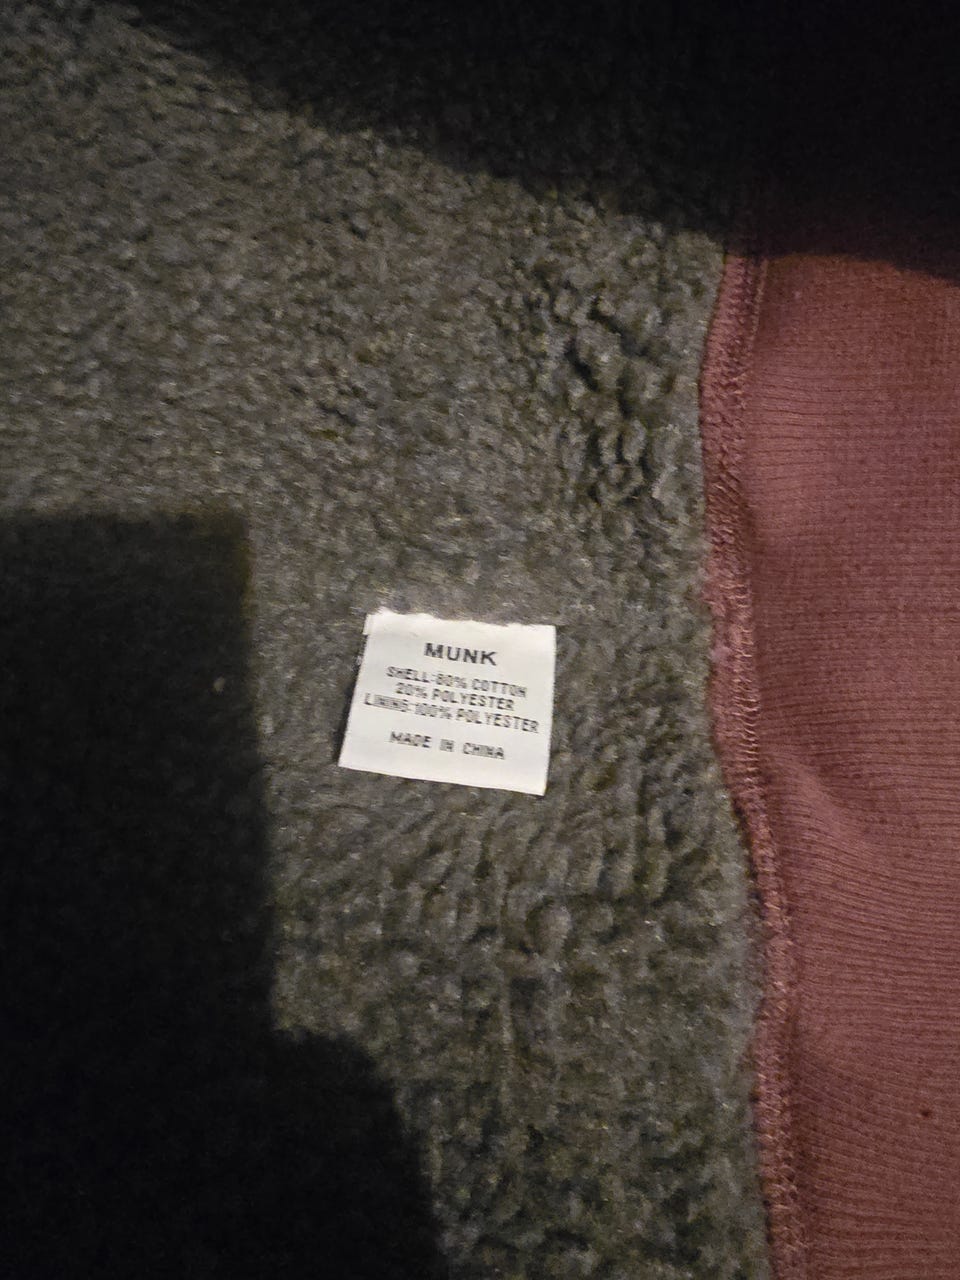 MUNK
SHELL:80% COTTON
20% POLYESTER
LINING:100% POLYESTER
MADE IN CHINA